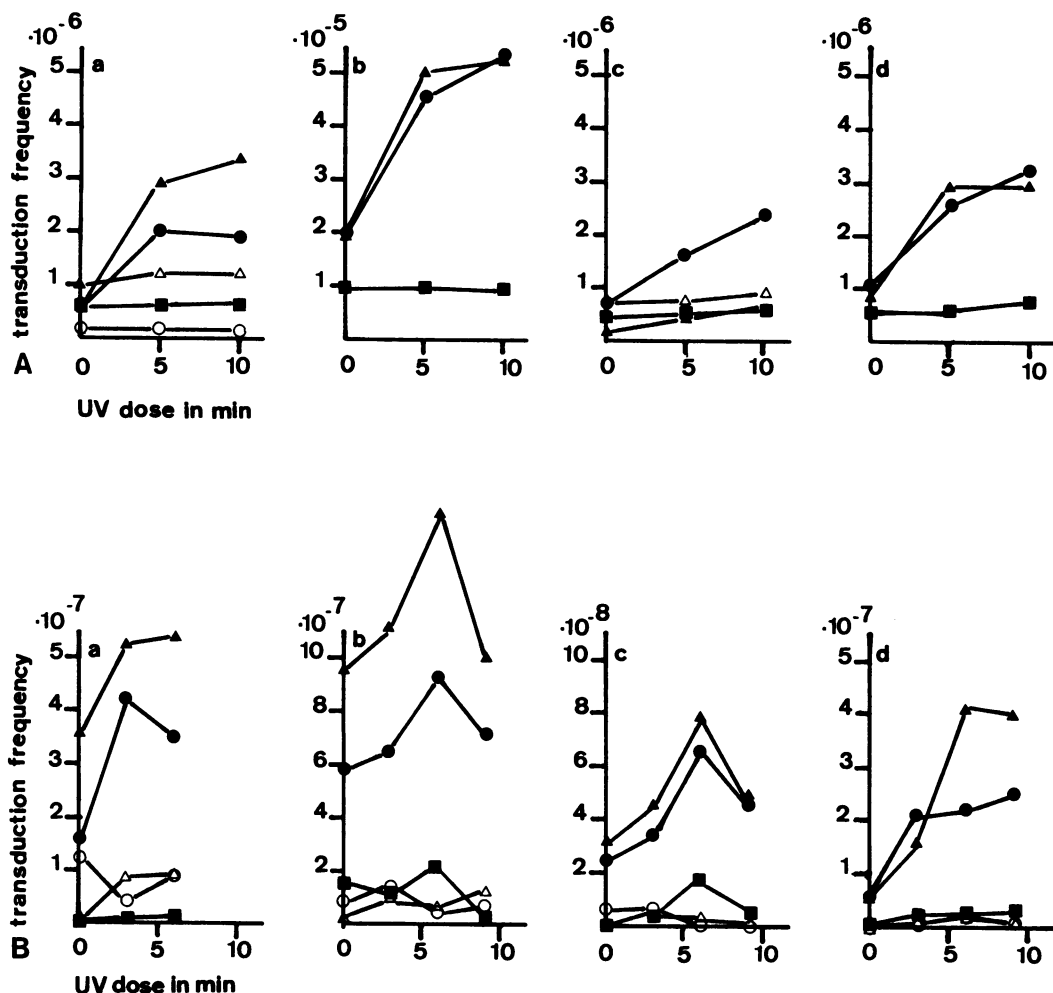 ·10-6 ·10-5 ·10-6 ·10-6
a b c d
5 5 5 5
4 4 4 4
3 3 3 3
2 2 2 2
1 1 1 1
transduction frequency
A
0 5 10 0 5 10 0 5 10 0 5 10
UV dose in min
·10-7 ·10-7 ·10-8 ·10-7
a b c d
5 10 10 5
4 8 8 4
3 6 6 3
2 4 4 2
1 2 2 1
transduction frequency
B
0 5 10 0 5 10 0 5 10 0 5 10
UV dose in min